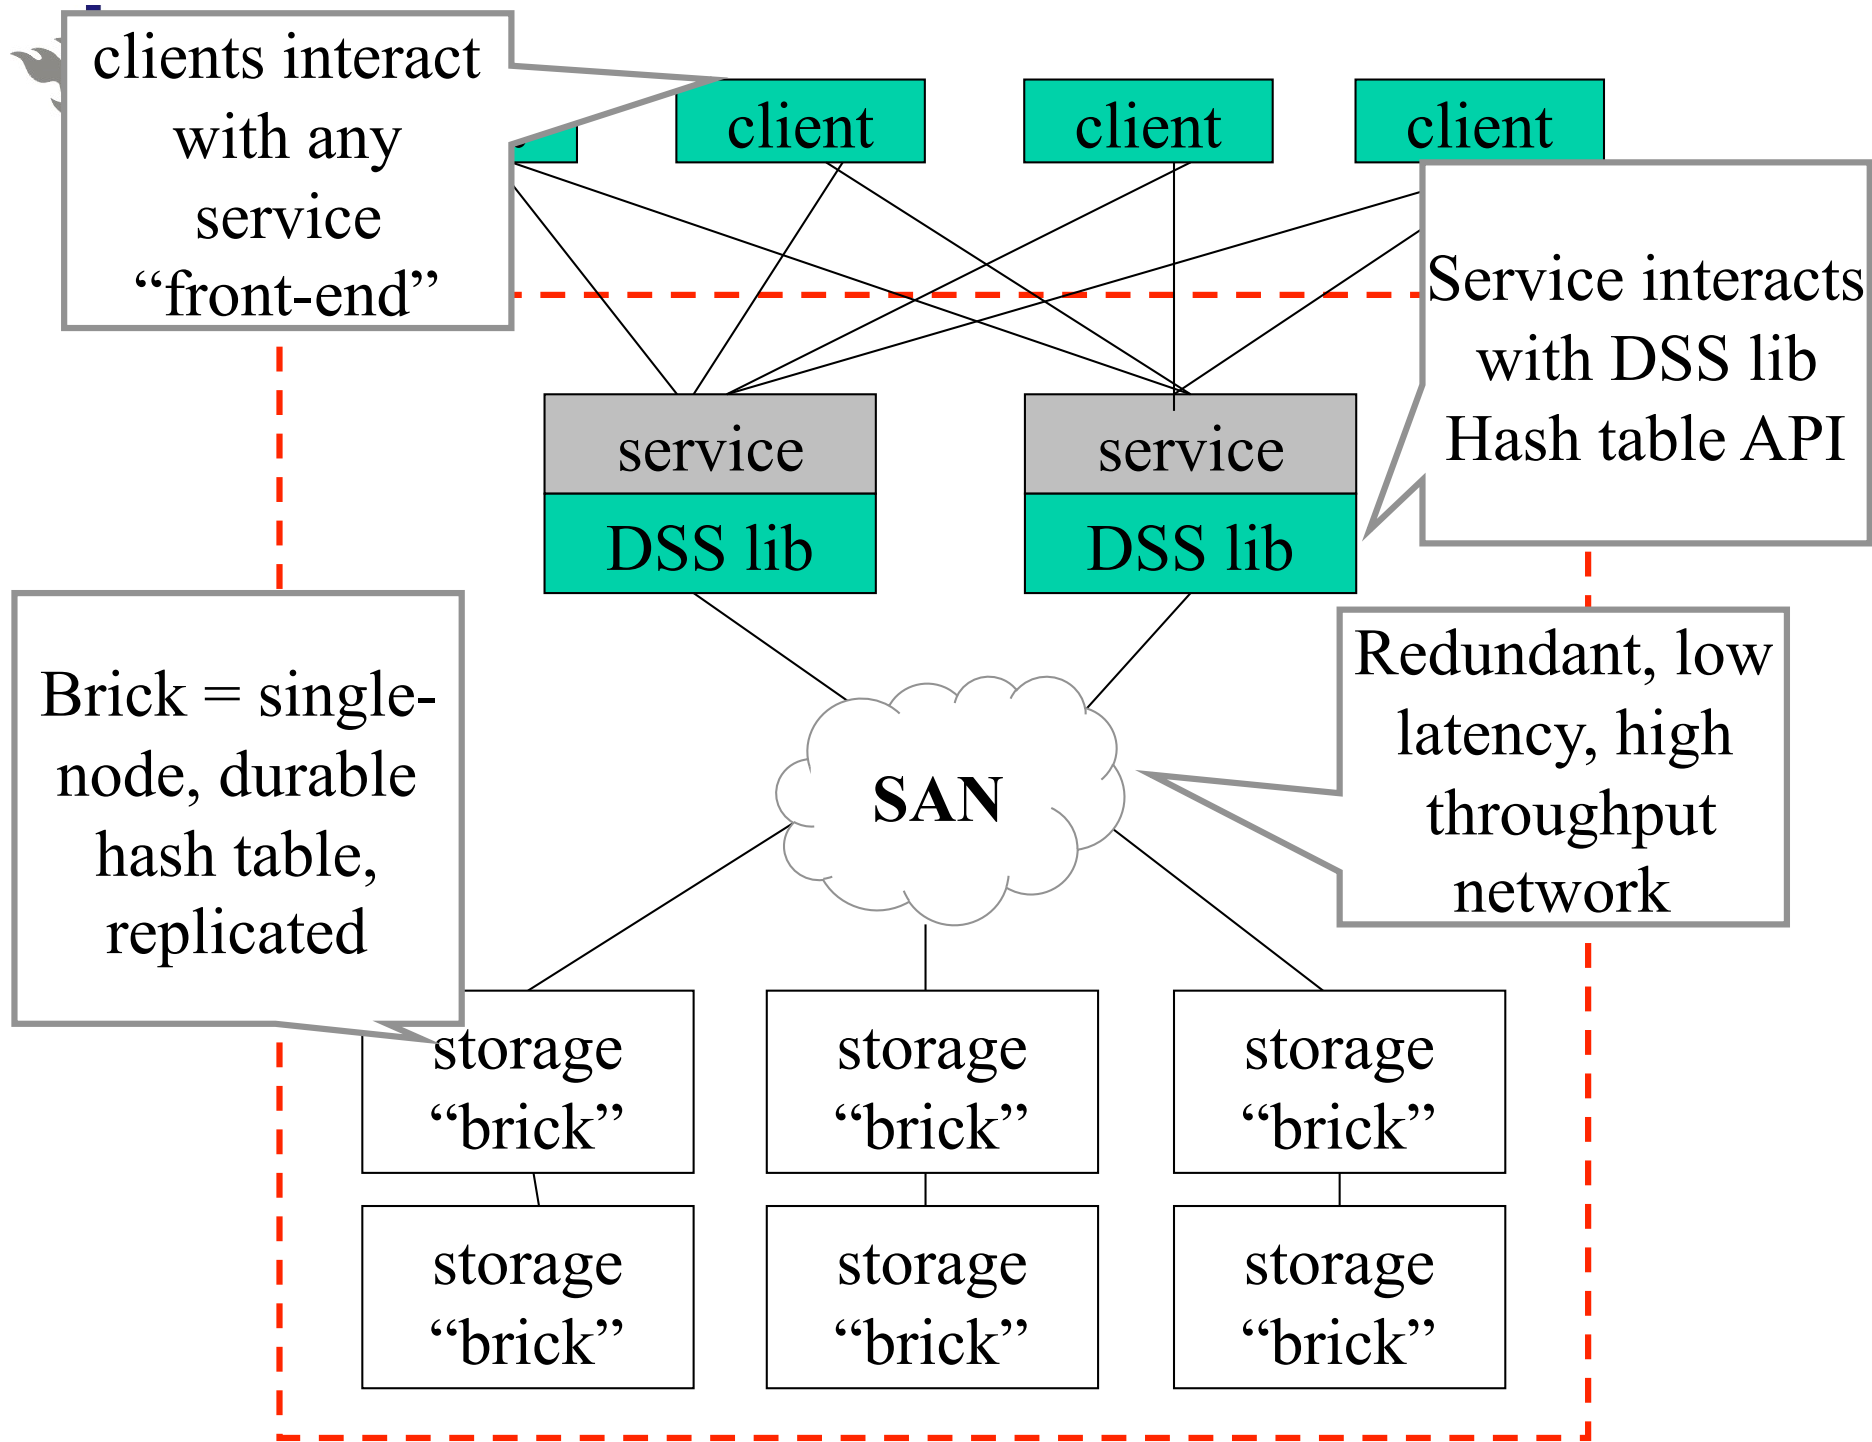 clients interact
with any
service
“front-end”
client
client
client
Service interacts
with DSS lib
Hash table API
service
service
DSS lib
DSS lib
Brick = single-
node, durable
hash table,
replicated
Redundant, low
latency, high
throughput
network
SAN
storage
“brick”
storage
“brick”
storage
“brick”
storage
“brick”
storage
“brick”
storage
“brick”